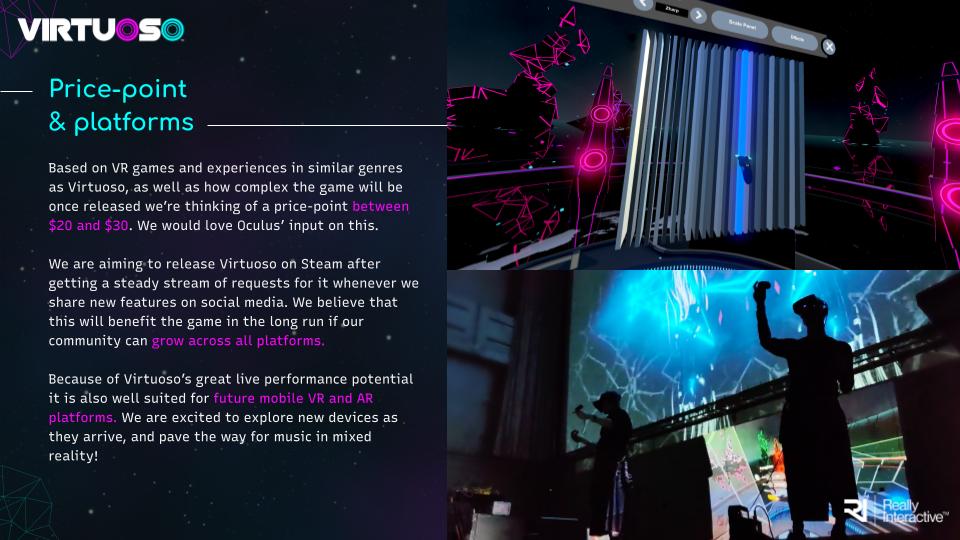 VIRTUOSO
Price-point
& platforms
Based on VR games and experiences in similar genres
as Virtuoso, as well as how complex the game will be
once released we’re thinking of a price-point between
$20 and $30. We would love Oculus’ input on this.
We are aiming to release Virtuoso on Steam after
getting a steady stream of requests for it whenever we
share new features on social media. We believe that
this will benefit the game in the long run if our
community can grow across all platforms.
Because of Virtuoso’s great live performance potential
it is also well suited for future mobile VR and AR
platforms. We are excited to explore new devices as
they arrive, and pave the way for music in mixed
reality!
Zharp
Scale Panel
Effects
RI
Really
Interactive™